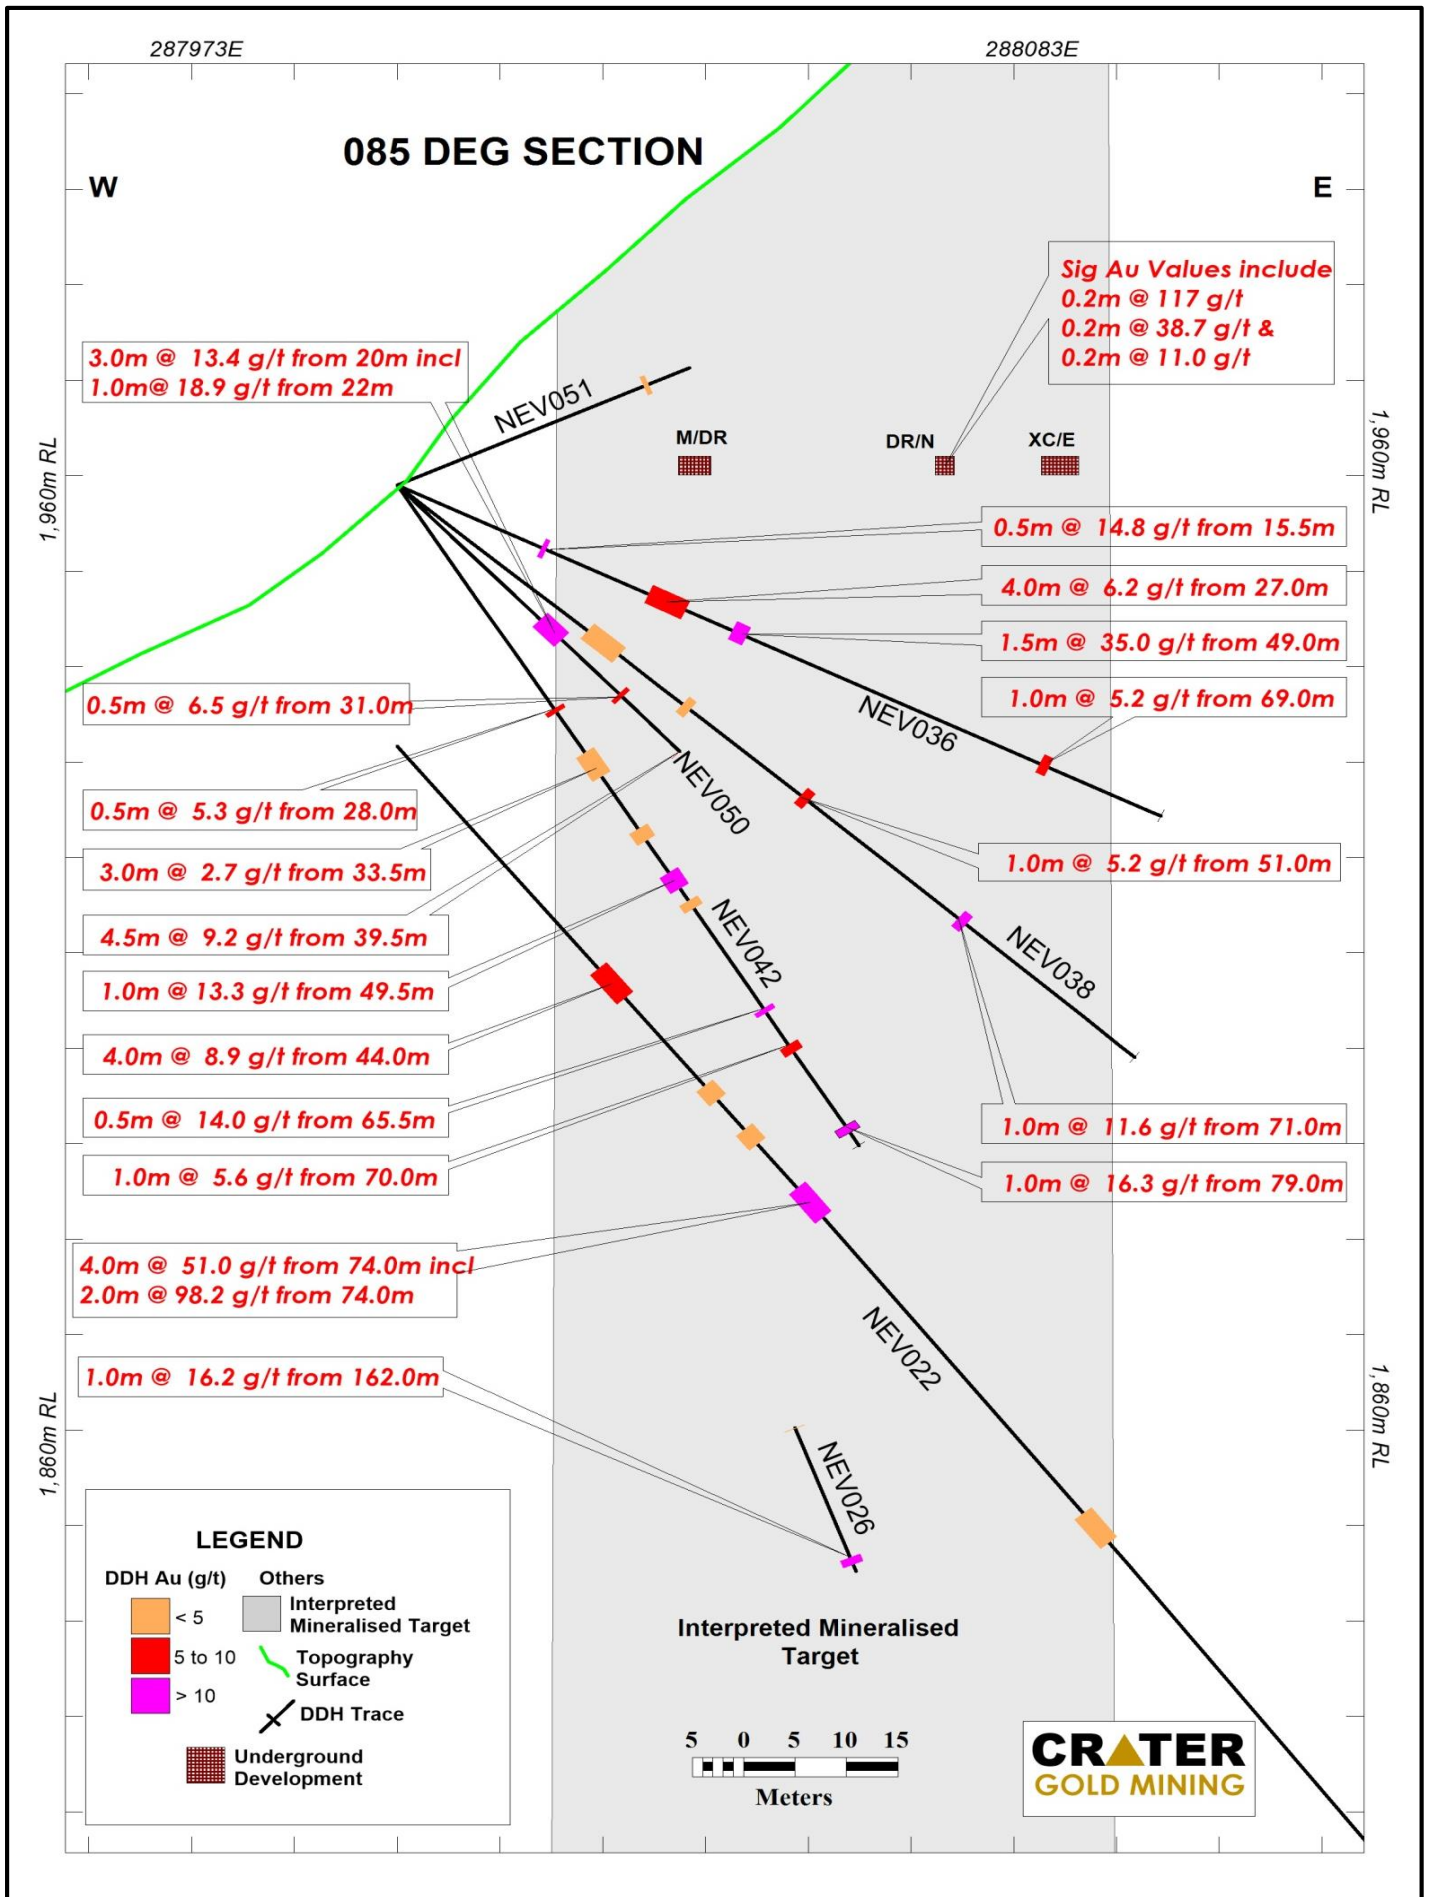 287973E
288083E
085 DEG SECTION
W
E
Sig Au Values include
0.2m @ 117 g/t
0.2m @ 38.7 g/t &
0.2m @ 11.0 g/t
3.0m @ 13.4 g/t from 20m incl
1.0m@ 18.9 g/t from 22m
NEV051
M/DR
DR/N
XC/E
1,960m RL
1,960m RL
0.5m @ 14.8 g/t from 15.5m
4.0m @ 6.2 g/t from 27.0m
1.5m @ 35.0 g/t from 49.0m
1.0m @ 5.2 g/t from 69.0m
0.5m @ 6.5 g/t from 31.0m
NEV036
NEV050
0.5m @ 5.3 g/t from 28.0m
1.0m @ 5.2 g/t from 51.0m
3.0m @ 2.7 g/t from 33.5m
4.5m @ 9.2 g/t from 39.5m
NEV042
NEV038
1.0m @ 13.3 g/t from 49.5m
4.0m @ 8.9 g/t from 44.0m
0.5m @ 14.0 g/t from 65.5m
1.0m @ 11.6 g/t from 71.0m
1.0m @ 5.6 g/t from 70.0m
1.0m @ 16.3 g/t from 79.0m
4.0m @ 51.0 g/t from 74.0m incl
2.0m @ 98.2 g/t from 74.0m
NEV022
1.0m @ 16.2 g/t from 162.0m
1,860m RL
1,860m RL
NEV026
LEGEND
DDH Au (g/t)
Others
< 5
5 to 10
> 10
Interpreted
Mineralised Target
Topography
Surface
DDH Trace
Underground
Development
Interpreted Mineralised
Target
5 0 5 10 15
Meters
CRATER
GOLD MINING